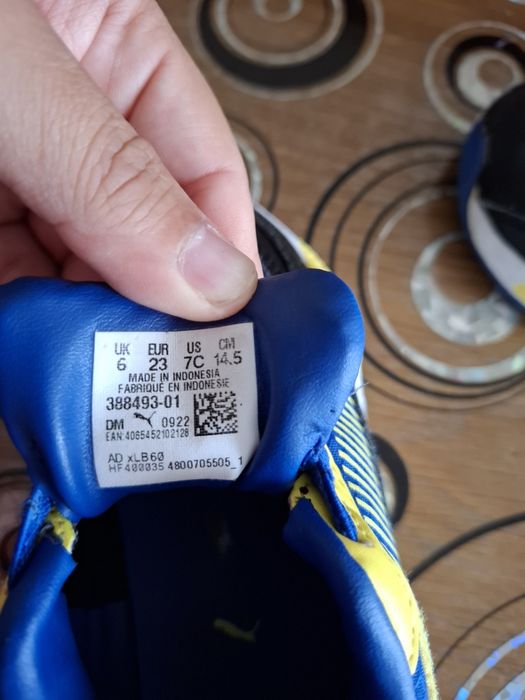 UK EUR US CM
6 23 7C 14.5
MADE IN INDONESIA
FABRIQUÉ EN INDONESIE
388493-01
DM 0922
EAN: 4065452102128
AD xLB60
HF400035 4800705505_1